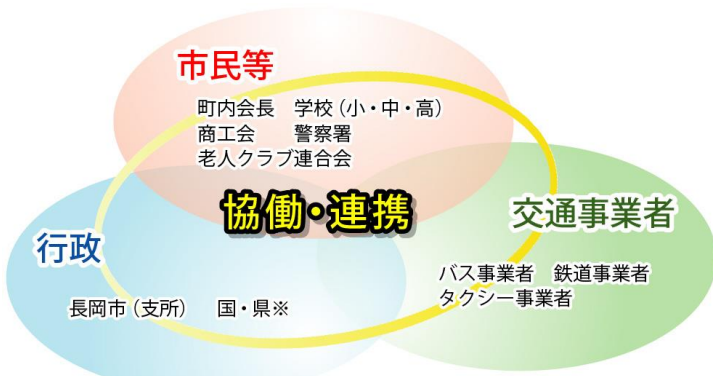 市民等
町内会長　学校（小・中・高）
商工会　　警察署
老人クラブ連合会
協働・連携
交通事業者
バス事業者　鉄道事業者
タクシー事業者
行政
長岡市（支所）　国・県※